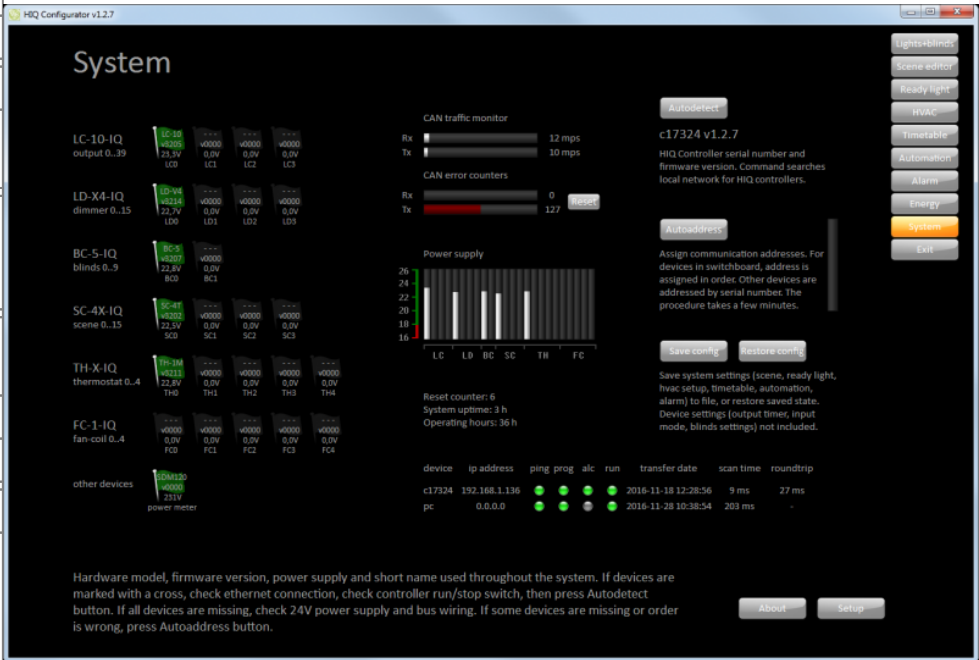 HIQ Configurator v1.2.7
System
LC-10-IQ
output 0..39
LC-10 --- --- ---
v8205 v0000 v0000 v0000
23,3V 0,0V 0,0V 0,0V
LC0 LC1 LC2 LC3
LD-X4-IQ
dimmer 0..15
LD-V4 --- --- ---
v8214 v0000 v0000 v0000
22,7V 0,0V 0,0V 0,0V
LD0 LD1 LD2 LD3
BC-5-IQ
blinds 0..9
BC-5 ---
v8207 v0000
22,8V 0,0V
BC0 BC1
SC-4X-IQ
scene 0..15
SC-4T --- --- ---
v8202 v0000 v0000 v0000
22,5V 0,0V 0,0V 0,0V
SC0 SC1 SC2 SC3
TH-X-IQ
thermostat 0..4
TH-1M --- --- --- ---
v8211 v0000 v0000 v0000 v0000
22,8V 0,0V 0,0V 0,0V 0,0V
TH0 TH1 TH2 TH3 TH4
FC-1-IQ
fan-coil 0..4
--- --- --- --- ---
v0000 v0000 v0000 v0000 v0000
0,0V 0,0V 0,0V 0,0V 0,0V
FC0 FC1 FC2 FC3 FC4
other devices
SDM120
v0000
231V
power meter
CAN traffic monitor
Rx 12 mps
Tx 10 mps
CAN error counters
Rx 0
Tx 127
Reset
Power supply
26
24
22
20
18
16
LC LD BC SC TH FC
Reset counter: 6
System uptime: 3 h
Operating hours: 36 h
Autodetect
c17324 v1.2.7
HIQ Controller serial number and
firmware version. Command searches
local network for HIQ controllers.
Autoaddress
Assign communication addresses. For
devices in switchboard, address is
assigned in order. Other devices are
addressed by serial number. The
procedure takes a few minutes.
Save config Restore config
Save system settings (scene, ready light,
hvac setup, timetable, automation,
alarm) to file, or restore saved state.
Device settings (output timer, input
mode, blinds settings) not included.
device ip address ping prog alc run transfer date scan time roundtrip
c17324 192.168.1.136 2016-11-18 12:28:56 9 ms 27 ms
pc 0.0.0.0 2016-11-28 10:38:54 203 ms -
Lights+blinds
Scene editor
Ready light
HVAC
Timetable
Automation
Alarm
Energy
System
Exit
Hardware model, firmware version, power supply and short name used throughout the system. If devices are
marked with a cross, check ethernet connection, check controller run/stop switch, then press Autodetect
button. If all devices are missing, check 24V power supply and bus wiring. If some devices are missing or order
is wrong, press Autoaddress button.
About Setup